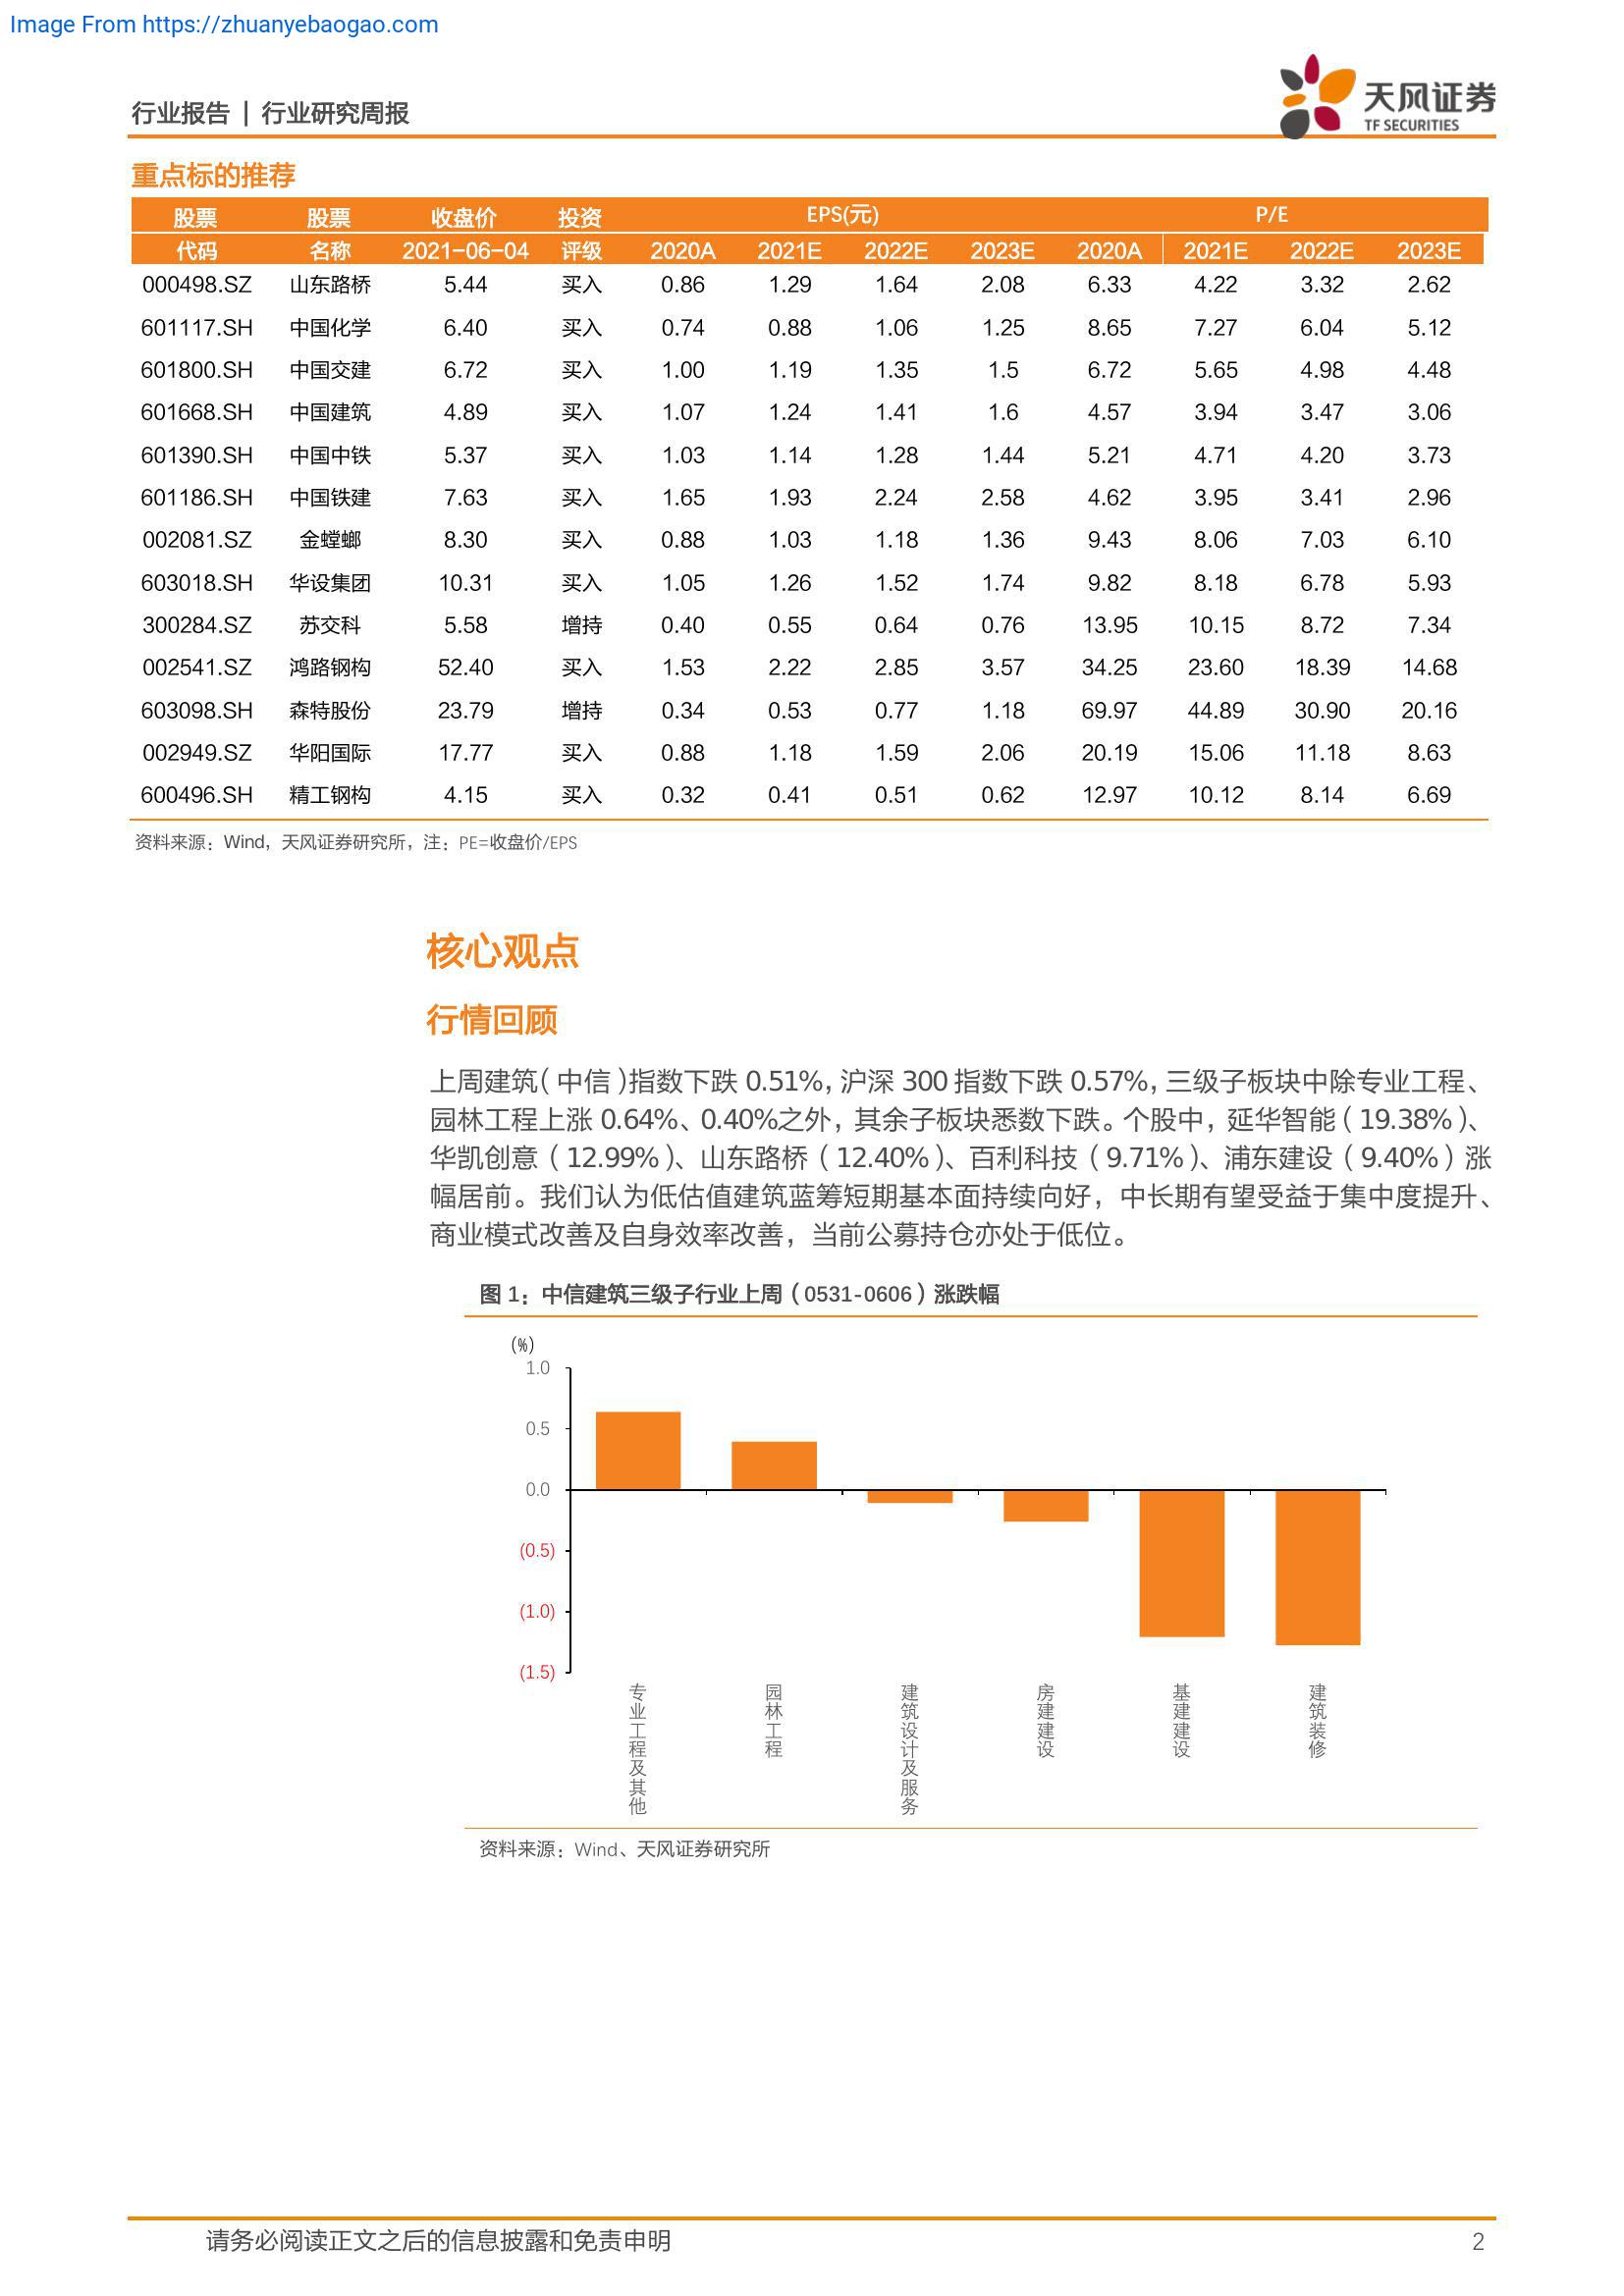 Image From https://zhuanyebaogao.com
行业报告 | 行业研究周报
天风证券
TF SECURITIES
重点标的推荐
股票 股票 收盘价 投资 EPS(元) P/E
代码 名称 2021-06-04 评级 2020A 2021E 2022E 2023E 2020A 2021E 2022E 2023E
000498.SZ 山东路桥 5.44 买入 0.86 1.29 1.64 2.08 6.33 4.22 3.32 2.62
601117.SH 中国化学 6.40 买入 0.74 0.88 1.06 1.25 8.65 7.27 6.04 5.12
601800.SH 中国交建 6.72 买入 1.00 1.19 1.35 1.5 6.72 5.65 4.98 4.48
601668.SH 中国建筑 4.89 买入 1.07 1.24 1.41 1.6 4.57 3.94 3.47 3.06
601390.SH 中国中铁 5.37 买入 1.03 1.14 1.28 1.44 5.21 4.71 4.20 3.73
601186.SH 中国铁建 7.63 买入 1.65 1.93 2.24 2.58 4.62 3.95 3.41 2.96
002081.SZ 金螳螂 8.30 买入 0.88 1.03 1.18 1.36 9.43 8.06 7.03 6.10
603018.SH 华设集团 10.31 买入 1.05 1.26 1.52 1.74 9.82 8.18 6.78 5.93
300284.SZ 苏交科 5.58 增持 0.40 0.55 0.64 0.76 13.95 10.15 8.72 7.34
002541.SZ 鸿路钢构 52.40 买入 1.53 2.22 2.85 3.57 34.25 23.60 18.39 14.68
603098.SH 森特股份 23.79 增持 0.34 0.53 0.77 1.18 69.97 44.89 30.90 20.16
002949.SZ 华阳国际 17.77 买入 0.88 1.18 1.59 2.06 20.19 15.06 11.18 8.63
600496.SH 精工钢构 4.15 买入 0.32 0.41 0.51 0.62 12.97 10.12 8.14 6.69
资料来源：Wind，天风证券研究所，注：PE=收盘价/EPS
核心观点
行情回顾
上周建筑（中信）指数下跌 0.51%，沪深 300 指数下跌 0.57%，三级子板块中除专业工程、
园林工程上涨 0.64%、0.40%之外，其余子板块悉数下跌。个股中，延华智能（19.38%）、
华凯创意（12.99%）、山东路桥（12.40%）、百利科技（9.71%）、浦东建设（9.40%）涨
幅居前。我们认为低估值建筑蓝筹短期基本面持续向好，中长期有望受益于集中度提升、
商业模式改善及自身效率改善，当前公募持仓亦处于低位。
图 1：中信建筑三级子行业上周（0531-0606）涨跌幅
(%)
1.0
0.5
0.0
(0.5)
(1.0)
(1.5)
专业工程及其他
园林工程
建筑设计及服务
房建建设
基建建设
建筑装修
资料来源：Wind、天风证券研究所
请务必阅读正文之后的信息披露和免责申明 2